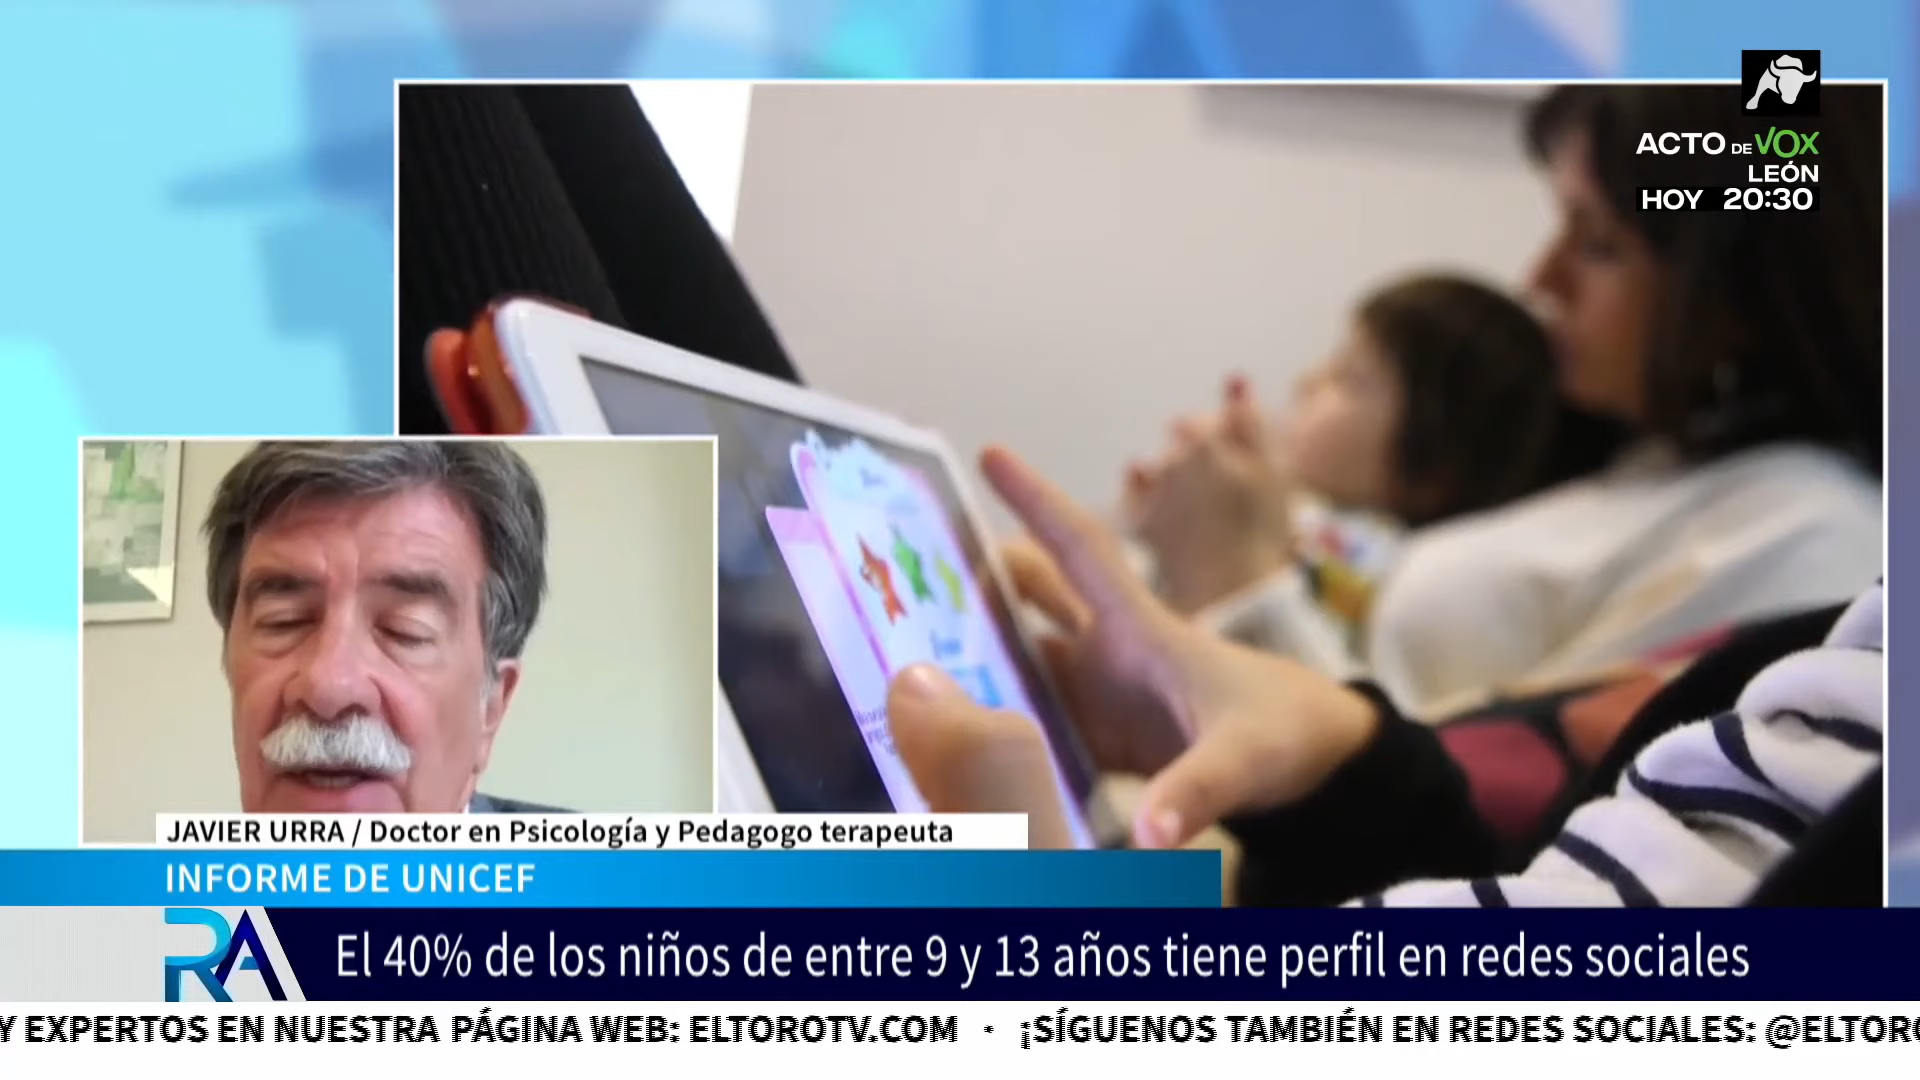 ACTO DE VOX
LEÓN
HOY 20:30
JAVIER URRA / Doctor en Psicología y Pedagogo terapeuta
INFORME DE UNICEF
RA
El 40% de los niños de entre 9 y 13 años tiene perfil en redes sociales
Y EXPERTOS EN NUESTRA PÁGINA WEB: ELTOROTV.COM • ¡SÍGUENOS TAMBIÉN EN REDES SOCIALES: @ELTORO